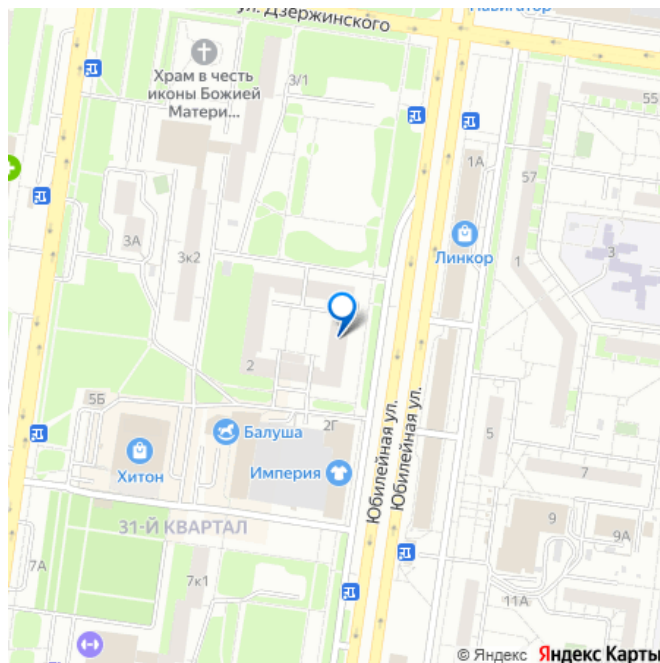 Навигатор
ул. Дзержинского
Храм в честь
иконы Божией
Матери...
3/1
55
1А
57
Линкор
1
3
3А
3к2
2
5Б
Балуша
2Г
Хитон
Империя
Юбилейная ул.
Юбилейная ул.
5
7
31-Й КВАРТАЛ
9
9А
7А
7к1
11А
© Яндекс Яндекс Карты